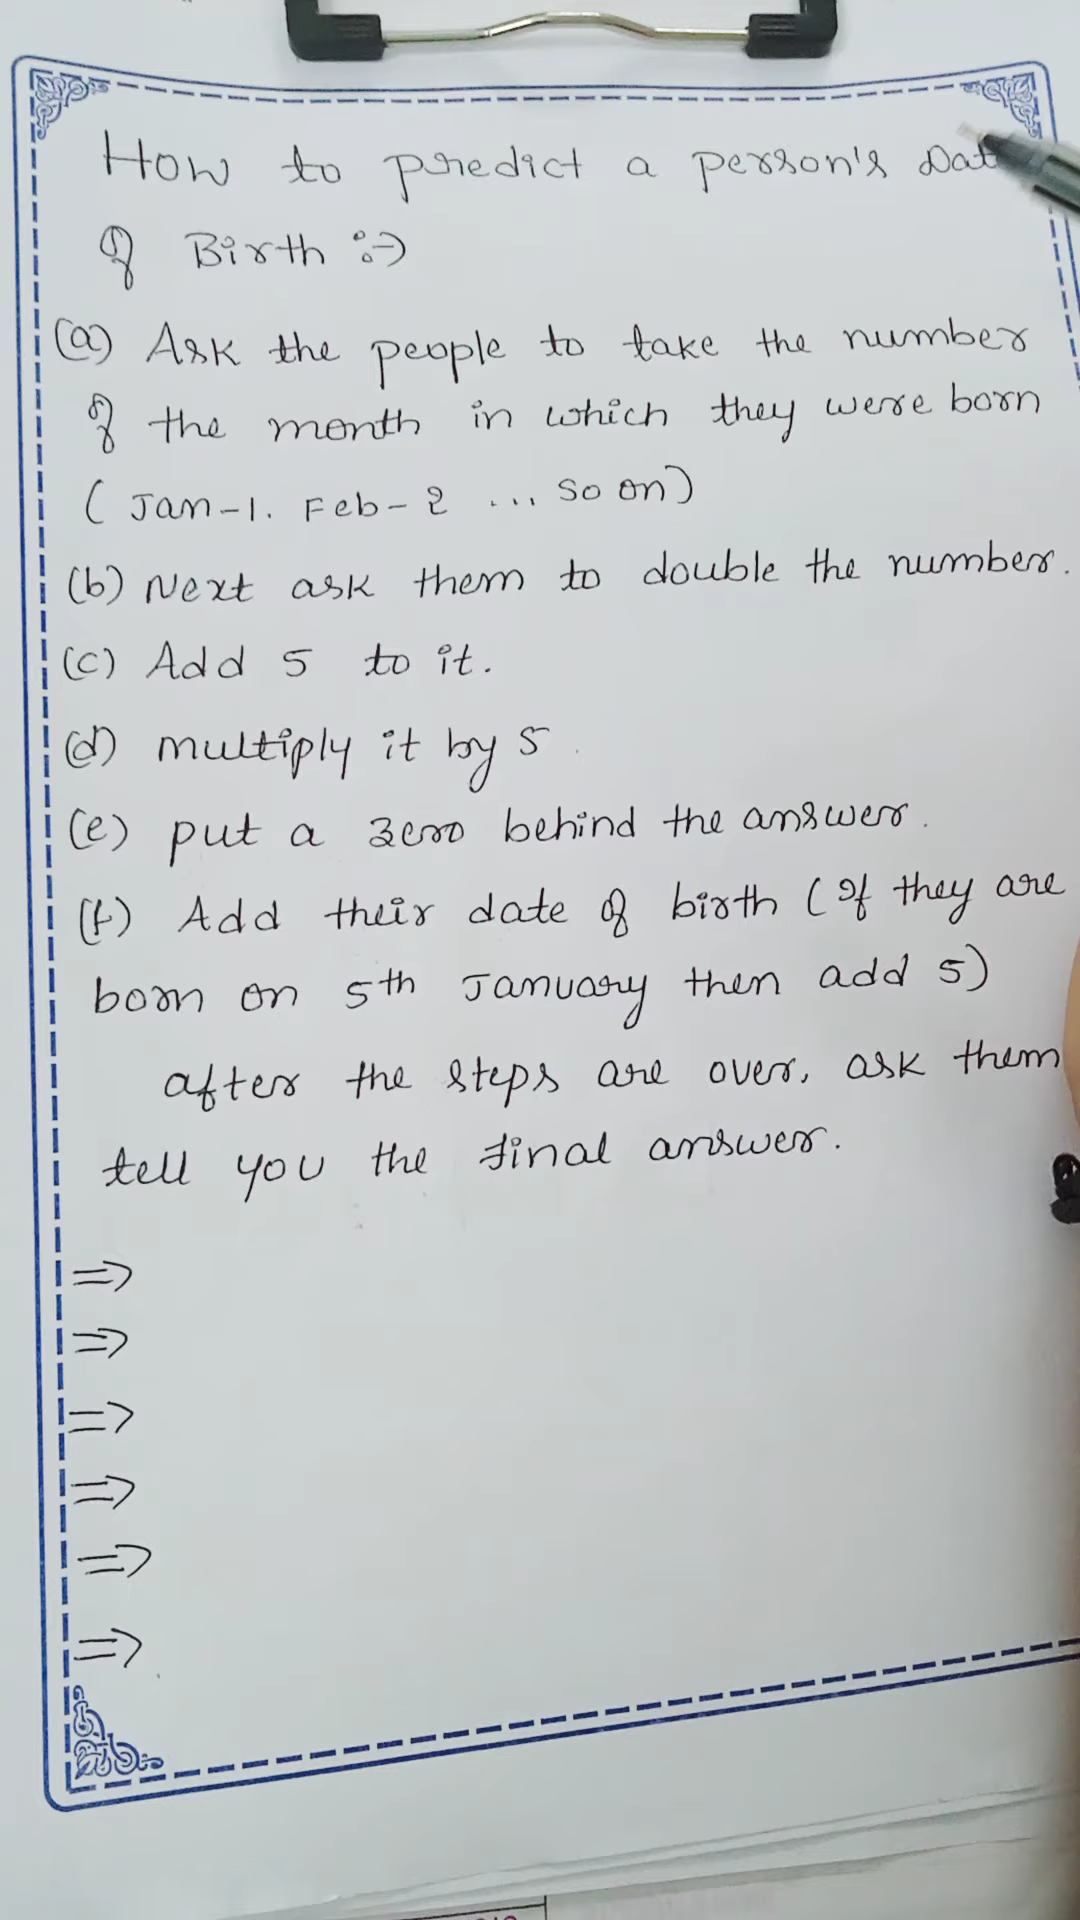 How to predict a person's Dat
of Birth :-)
(a) Ask the people to take the number
of the month in which they were born
( Jan-1. Feb-2 ... so on)
(b) Next ask them to double the number.
(c) Add 5 to it.
(d) multiply it by 5
(e) put a zero behind the answer.
(f) Add their date of birth (If they are
born on 5th January then add 5)
after the steps are over, ask them
tell you the final answer.
⇒
⇒
⇒
⇒
⇒
⇒